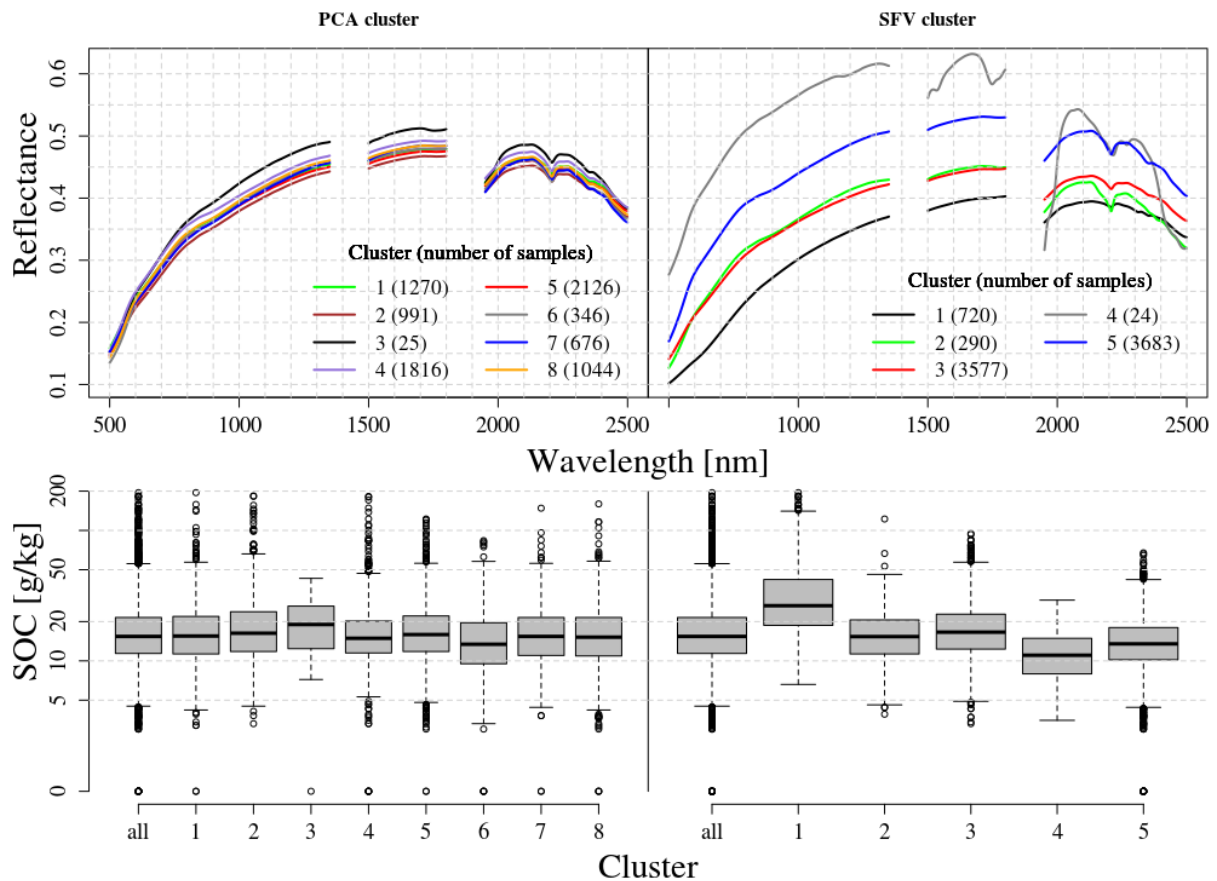 PCA cluster
SFV cluster
Reflectance
0.6
0.5
0.4
0.3
0.2
0.1
Cluster (number of samples)
1 (1270)
2 (991)
3 (25)
4 (1816)
5 (2126)
6 (346)
7 (676)
8 (1044)
Cluster (number of samples)
1 (720)
2 (290)
3 (3577)
4 (24)
5 (3683)
500 1000 1500 2000 2500 1000 1500 2000 2500
Wavelength [nm]
SOC [g/kg]
200
50
20
10
5
0
all 1 2 3 4 5 6 7 8 all 1 2 3 4 5
Cluster